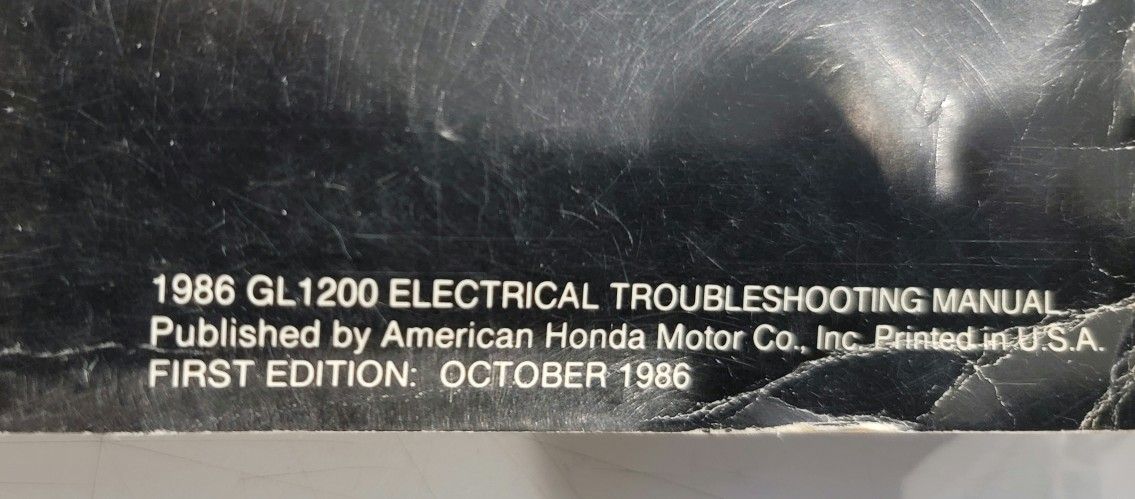 1986 GL1200 ELECTRICAL TROUBLESHOOTING MANUAL
Published by American Honda Motor Co., Inc. Printed in U.S.A.
FIRST EDITION: OCTOBER 1986